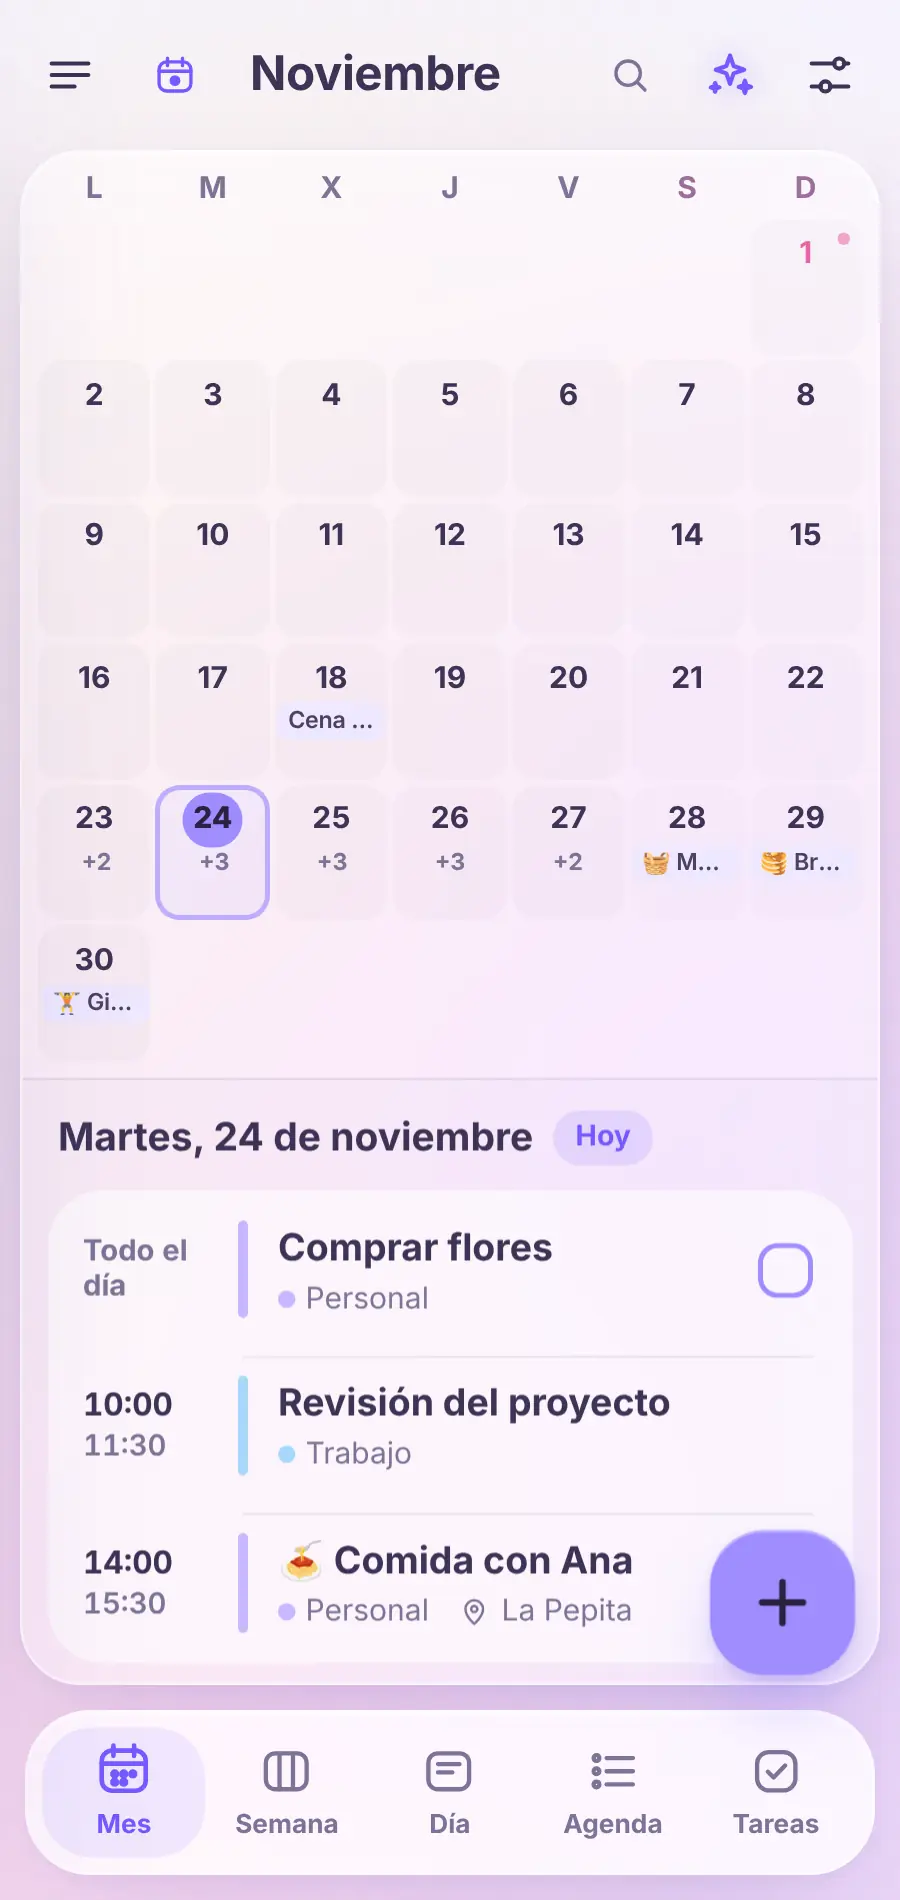 Noviembre
L M X J V S D
1
2 3 4 5 6 7 8
9 10 11 12 13 14 15
16 17 18 19 20 21 22
Cena ...
23 24 25 26 27 28 29
+2 +3 +3 +3 +2 M... Br...
30
Gi...
Martes, 24 de noviembre Hoy
Todo el
día
Comprar flores
Personal
10:00
11:30
Revisión del proyecto
Trabajo
14:00
15:30
Comida con Ana
Personal La Pepita
Mes Semana Día Agenda Tareas